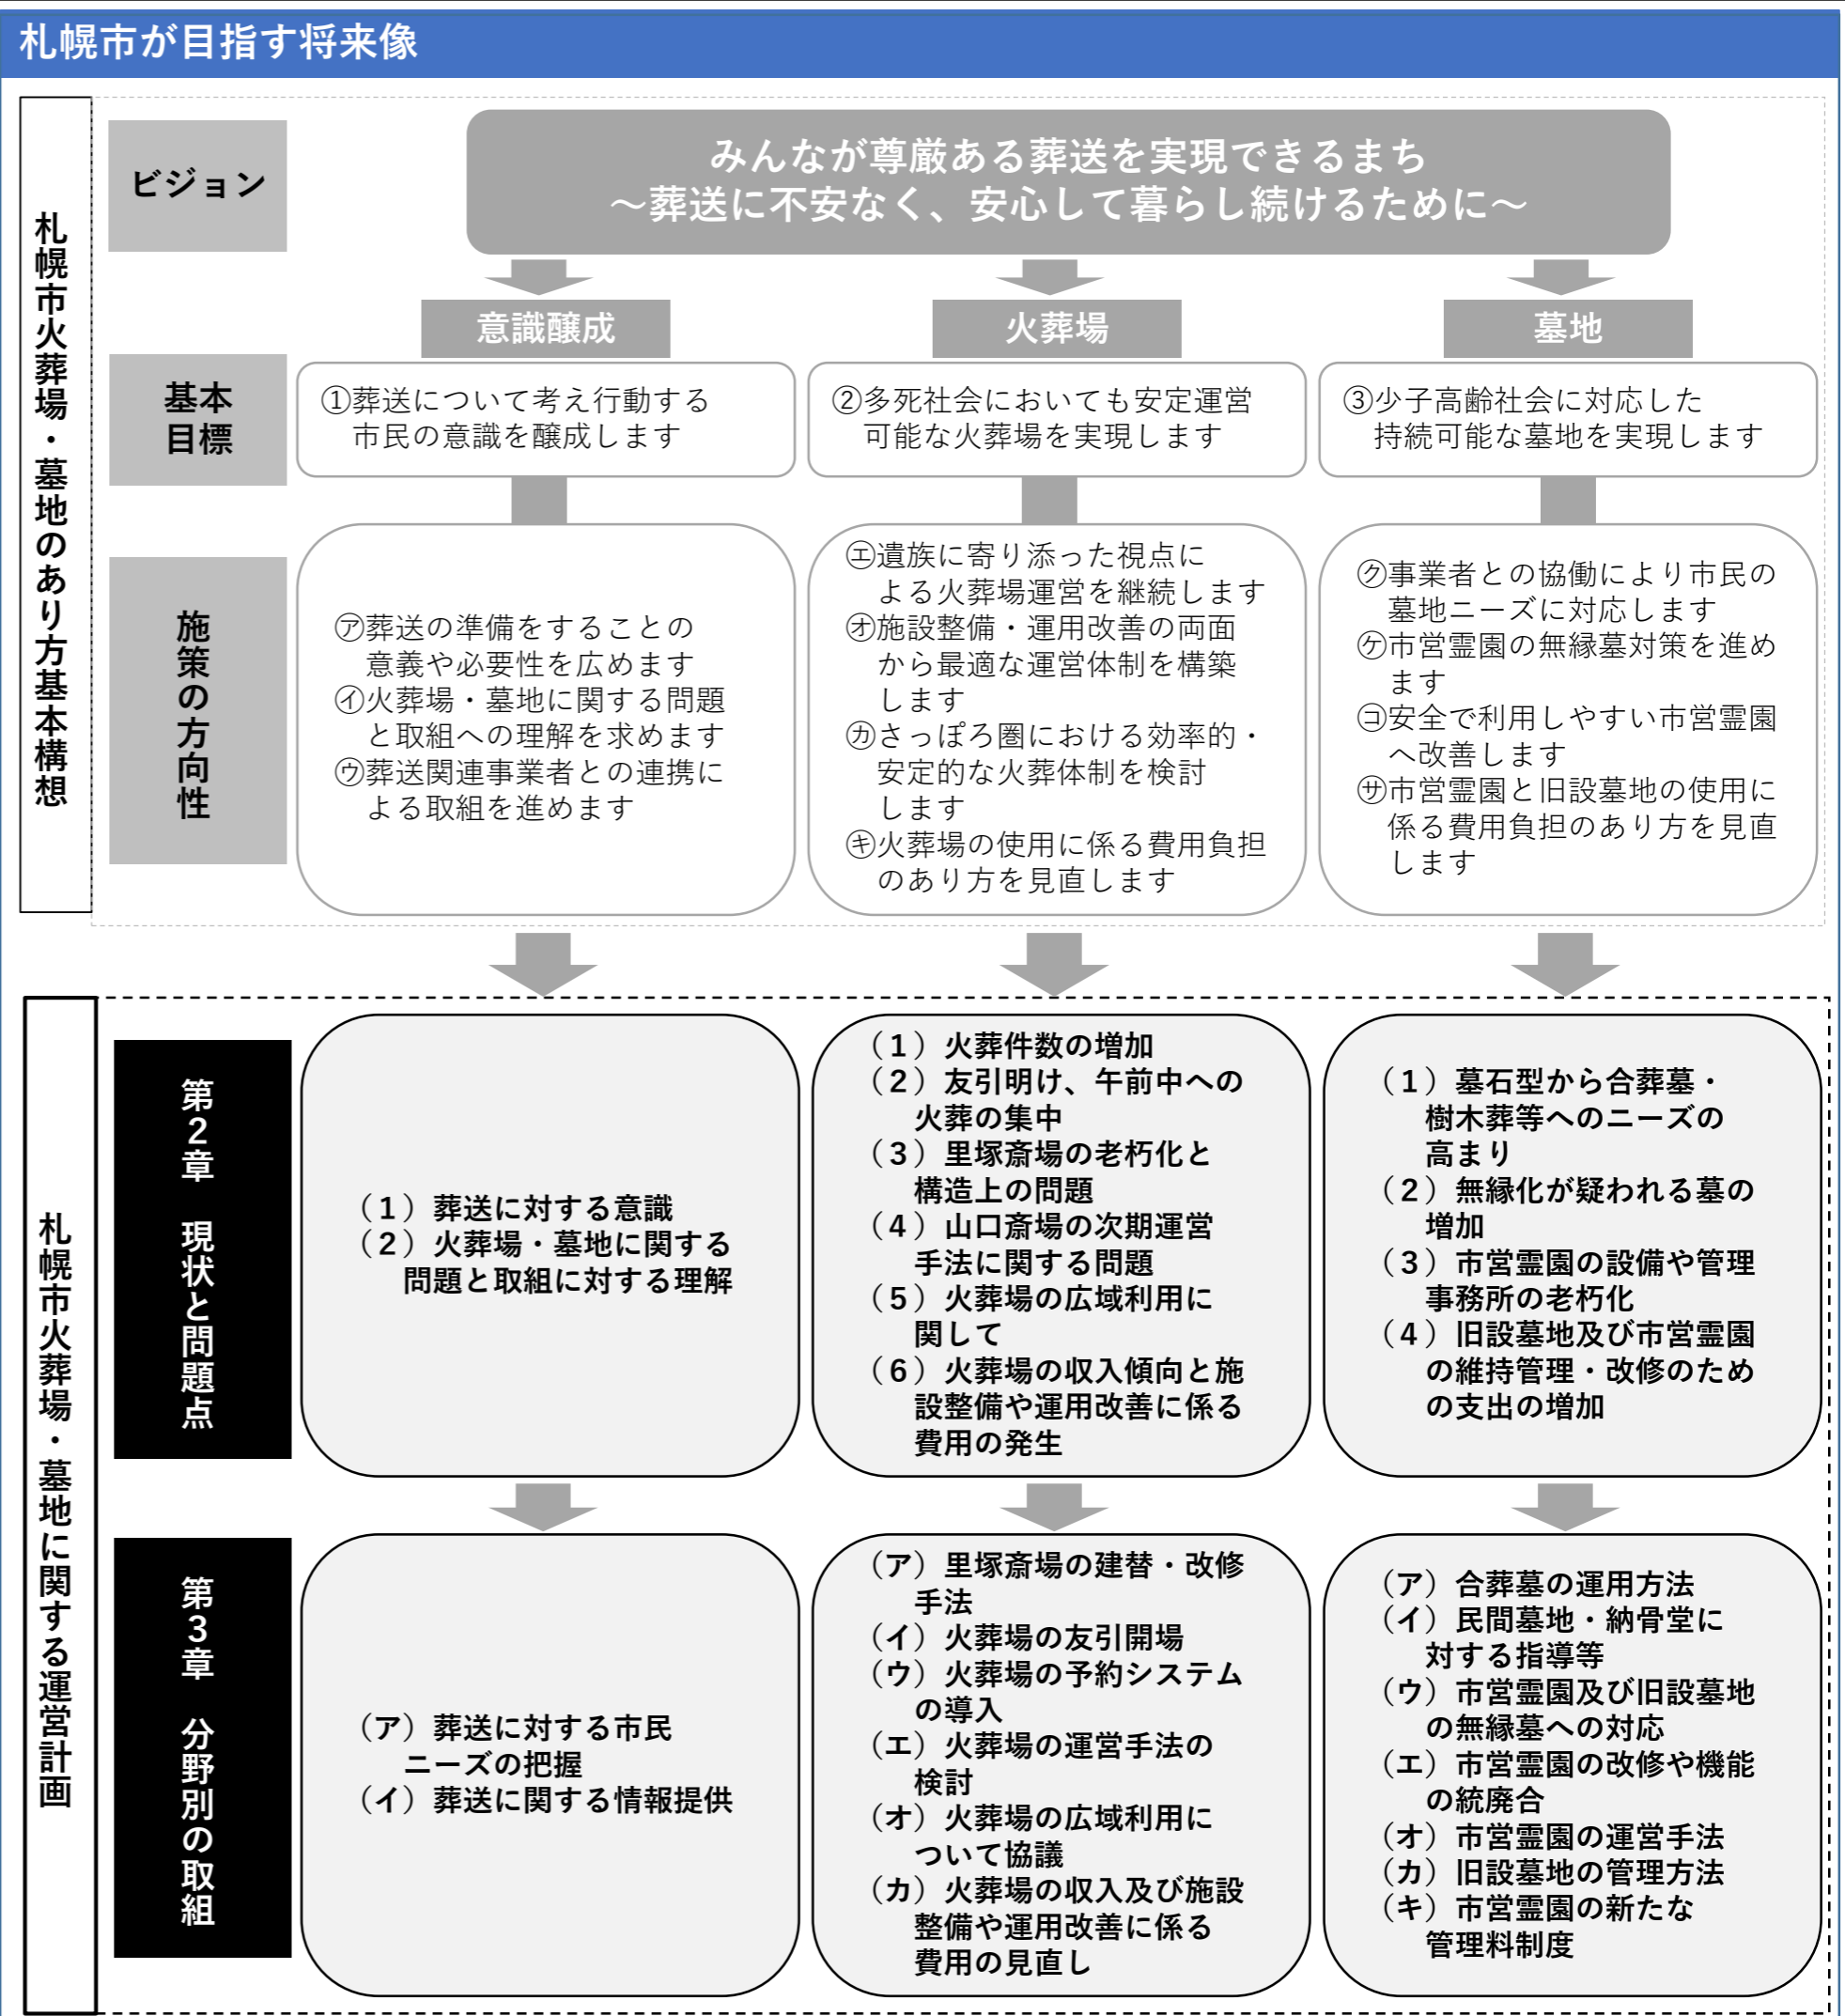 札幌市が目指す将来像
札幌市火葬場・墓地のあり方基本構想
ビジョン
みんなが尊厳ある葬送を実現できるまち
～葬送に不安なく、安心して暮らし続けるために～
意識醸成
火葬場
墓地
基本
目標
①葬送について考え行動する
市民の意識を醸成します
②多死社会においても安定運営
可能な火葬場を実現します
③少子高齢社会に対応した
持続可能な墓地を実現します
施策の方向性
㋐葬送の準備をすることの
意義や必要性を広めます
㋑火葬場・墓地に関する問題
と取組への理解を求めます
㋒葬送関連事業者との連携に
よる取組を進めます
㋓遺族に寄り添った視点に
よる火葬場運営を継続します
㋔施設整備・運用改善の両面
から最適な運営体制を構築
します
㋕さっぽろ圏における効率的・
安定的な火葬体制を検討
します
㋖火葬場の使用に係る費用負担
のあり方を見直します
㋗事業者との協働により市民の
墓地ニーズに対応します
㋘市営霊園の無縁墓対策を進め
ます
㋙安全で利用しやすい市営霊園
へ改善します
㋚市営霊園と旧設墓地の使用に
係る費用負担のあり方を見直
します
札幌市火葬場・墓地に関する運営計画
第2章 現状と問題点
（1）葬送に対する意識
（2）火葬場・墓地に関する
問題と取組に対する理解
（1）火葬件数の増加
（2）友引明け、午前中への
火葬の集中
（3）里塚斎場の老朽化と
構造上の問題
（4）山口斎場の次期運営
手法に関する問題
（5）火葬場の広域利用に
関して
（6）火葬場の収入傾向と施
設整備や運用改善に係る
費用の発生
（1）墓石型から合葬墓・
樹木葬等へのニーズの
高まり
（2）無縁化が疑われる墓の
増加
（3）市営霊園の設備や管理
事務所の老朽化
（4）旧設墓地及び市営霊園
の維持管理・改修のため
の支出の増加
第3章 分野別の取組
（ア）葬送に対する市民
ニーズの把握
（イ）葬送に関する情報提供
（ア）里塚斎場の建替・改修
手法
（イ）火葬場の友引開場
（ウ）火葬場の予約システム
の導入
（エ）火葬場の運営手法の
検討
（オ）火葬場の広域利用に
ついて協議
（カ）火葬場の収入及び施設
整備や運用改善に係る
費用の見直し
（ア）合葬墓の運用方法
（イ）民間墓地・納骨堂に
対する指導等
（ウ）市営霊園及び旧設墓地
の無縁墓への対応
（エ）市営霊園の改修や機能
の統廃合
（オ）市営霊園の運営手法
（カ）旧設墓地の管理方法
（キ）市営霊園の新たな
管理料制度